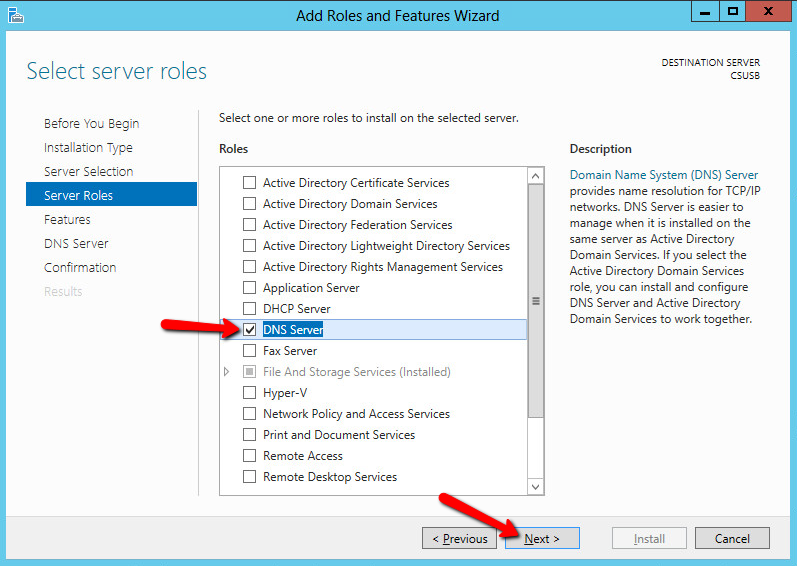 Add Roles and Features Wizard
Select server roles
DESTINATION SERVER
CSUSB
Before You Begin
Installation Type
Server Selection
Server Roles
Features
DNS Server
Confirmation
Results
Select one or more roles to install on the selected server.
Roles
Active Directory Certificate Services
Active Directory Domain Services
Active Directory Federation Services
Active Directory Lightweight Directory Services
Active Directory Rights Management Services
Application Server
DHCP Server
DNS Server
Fax Server
File And Storage Services (Installed)
Hyper-V
Network Policy and Access Services
Print and Document Services
Remote Access
Remote Desktop Services
Description
Domain Name System (DNS) Server
provides name resolution for TCP/IP
networks. DNS Server is easier to
manage when it is installed on the
same server as Active Directory
Domain Services. If you select the
Active Directory Domain Services
role, you can install and configure
DNS Server and Active Directory
Domain Services to work together.
< Previous
Next >
Install
Cancel